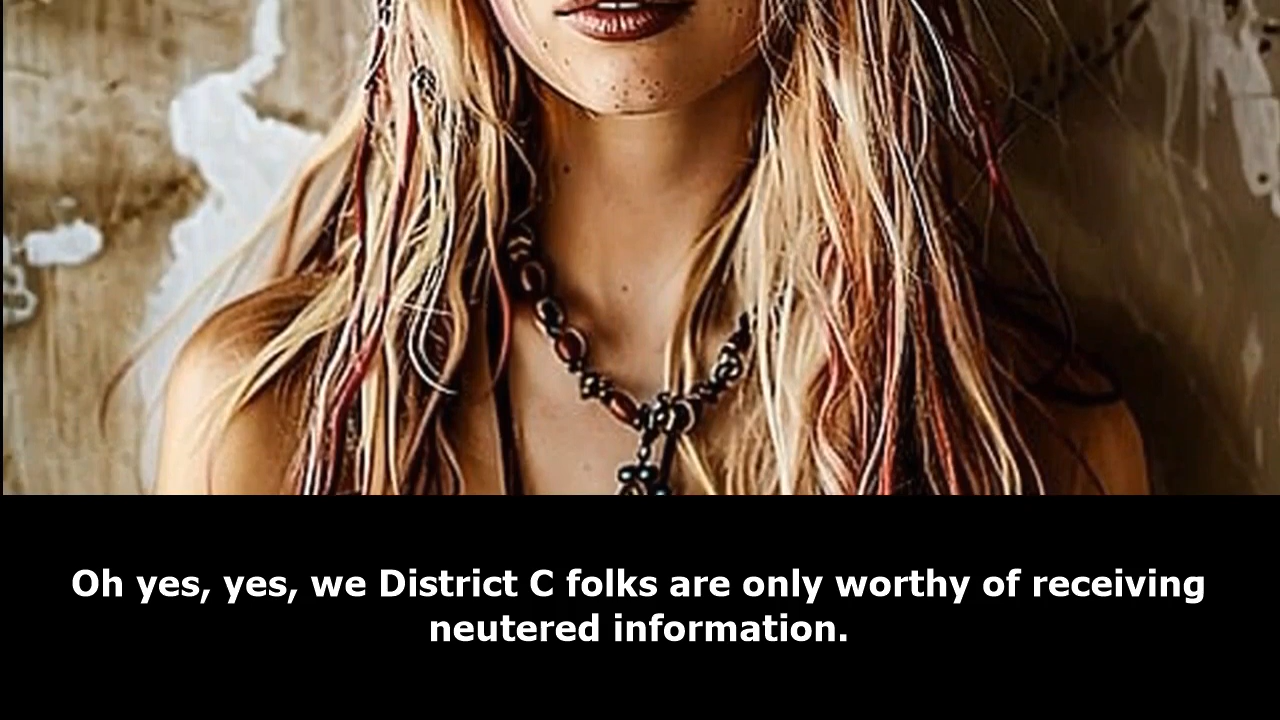 Oh yes, yes, we District C folks are only worthy of receiving
neutered information.